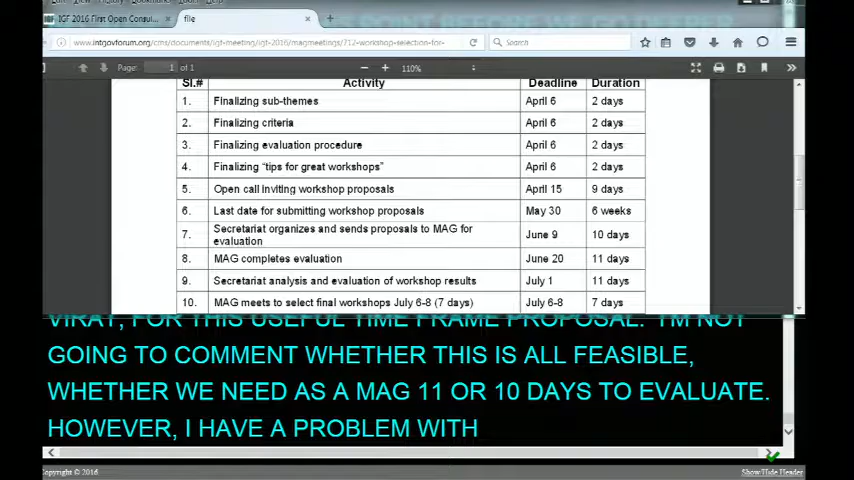 Edit View History Bookmarks Tools Help
IGF 2016 First Open Consu... × file × +
www.intgovforum.org/cms/documents/igf-meeting/igf-2016/magmeetings/712-workshop-selection-for- Search
Page: 1 of 1 110%
Sl.# Activity Deadline Duration
1. Finalizing sub-themes April 6 2 days
2. Finalizing criteria April 6 2 days
3. Finalizing evaluation procedure April 6 2 days
4. Finalizing “tips for great workshops” April 6 2 days
5. Open call inviting workshop proposals April 15 9 days
6. Last date for submitting workshop proposals May 30 6 weeks
7. Secretariat organizes and sends proposals to MAG for evaluation June 9 10 days
8. MAG completes evaluation June 20 11 days
9. Secretariat analysis and evaluation of workshop results July 1 11 days
10. MAG meets to select final workshops July 6-8 (7 days) July 6-8 7 days
VIRAT, FOR THIS USEFUL TIME FRAME PROPOSAL. I'M NOT
GOING TO COMMENT WHETHER THIS IS ALL FEASIBLE,
WHETHER WE NEED AS A MAG 11 OR 10 DAYS TO EVALUATE.
HOWEVER, I HAVE A PROBLEM WITH
Copyright © 2016 Show/Hide Header